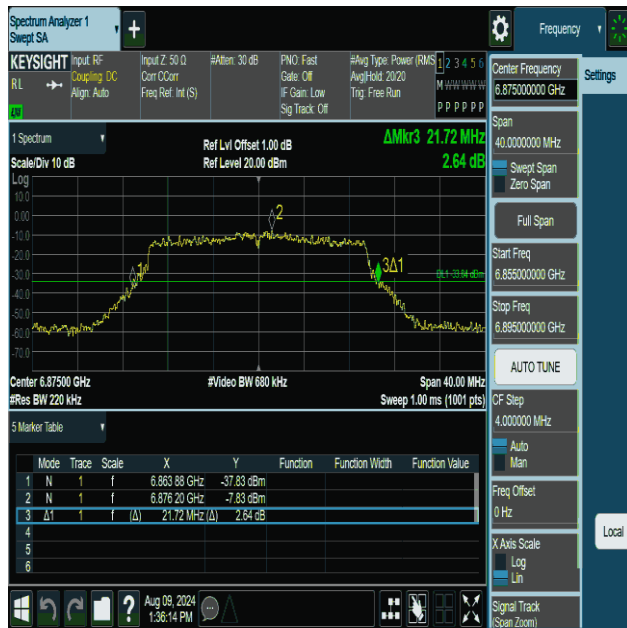 Spectrum Analyzer 1
Swept SA
Frequency
KEYSIGHT
RL
Input: RF
Coupling: DC
Align: Auto
Input Z: 50 Ω
Corr CCorr
Freq Ref: Int (S)
#Atten: 30 dB
PNO: Fast
Gate: Off
IF Gain: Low
Sig Track: Off
#Avg Type: Power (RMS
Avg|Hold: 20/20
Trig: Free Run
1 2 3 4 5 6
M W W W W W
P P P P P P
1 Spectrum
Scale/Div 10 dB
Log
Ref Lvl Offset 1.00 dB
Ref Level 20.00 dBm
ΔMkr3 21.72 MHz
2.64 dB
10.0
0.00
-10.0
-20.0
-30.0
-40.0
-50.0
-60.0
-70.0
1
2
3Δ1
DL1 -33.84 dBm
Center 6.87500 GHz
#Res BW 220 kHz
#Video BW 680 kHz
Span 40.00 MHz
Sweep 1.00 ms (1001 pts)
5 Marker Table
Mode Trace Scale X Y Function Function Width Function Value
1 N 1 f 6.863 88 GHz -37.83 dBm
2 N 1 f 6.876 20 GHz -7.83 dBm
3 Δ1 1 f (Δ) 21.72 MHz (Δ) 2.64 dB
4
5
6
Aug 09, 2024
1:36:14 PM
Center Frequency
6.875000000 GHz
Settings
Span
40.0000000 MHz
Swept Span
Zero Span
Full Span
Start Freq
6.855000000 GHz
Stop Freq
6.895000000 GHz
AUTO TUNE
CF Step
4.000000 MHz
Auto
Man
Freq Offset
0 Hz
Local
X Axis Scale
Log
Lin
Signal Track
(Span Zoom)